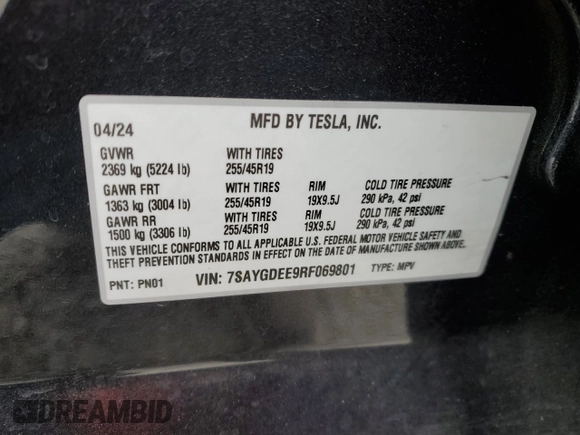 04/24 MFD BY TESLA, INC.
GVWR WITH TIRES
2369 kg (5224 lb) 255/45R19
GAWR FRT WITH TIRES RIM COLD TIRE PRESSURE
1363 kg (3004 lb) 255/45R19 19X9.5J 290 kPa, 42 psi
GAWR RR WITH TIRES RIM COLD TIRE PRESSURE
1500 kg (3306 lb) 255/45R19 19X9.5J 290 kPa, 42 psi
THIS VEHICLE CONFORMS TO ALL APPLICABLE U.S. FEDERAL MOTOR VEHICLE SAFETY AND
THEFT PREVENTION STANDARDS IN EFFECT ON THE DATE OF MANUFACTURE SHOWN ABOVE.
PNT: PN01 VIN: 7SAYGDEE9RF069801 TYPE: MPV
DREAMBID